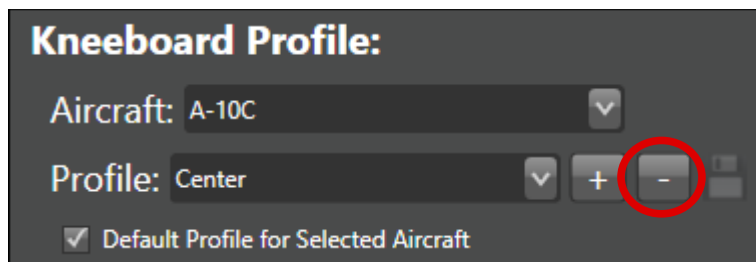 Kneeboard Profile:
Aircraft: A-10C
Profile: Center + -
Default Profile for Selected Aircraft